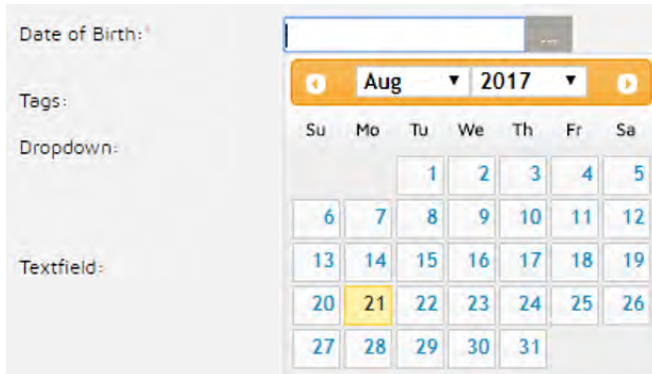 Date of Birth:*
...
Aug 2017
Tags:
Su Mo Tu We Th Fr Sa
Dropdown:
1 2 3 4 5
6 7 8 9 10 11 12
Textfield:
13 14 15 16 17 18 19
20 21 22 23 24 25 26
27 28 29 30 31